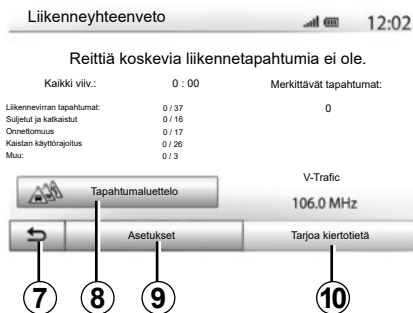 Liikenneyhteenveto 12:02
Reittiä koskevia liikennetapahtumia ei ole.
Kaikki viiv.: 0 : 00 Merkittävät tapahtumat:
0
Liikennevirran tapahtumat: 0 / 37
Suljetut ja katkaistut 0 / 16
Onnettomuus 0 / 17
Kaistan käyttörajoitus 0 / 26
Muu: 0 / 3
V-Trafic
Tapahtumaluettelo
106.0 MHz
Asetukset Tarjoa kiertotietä
7 8 9 10